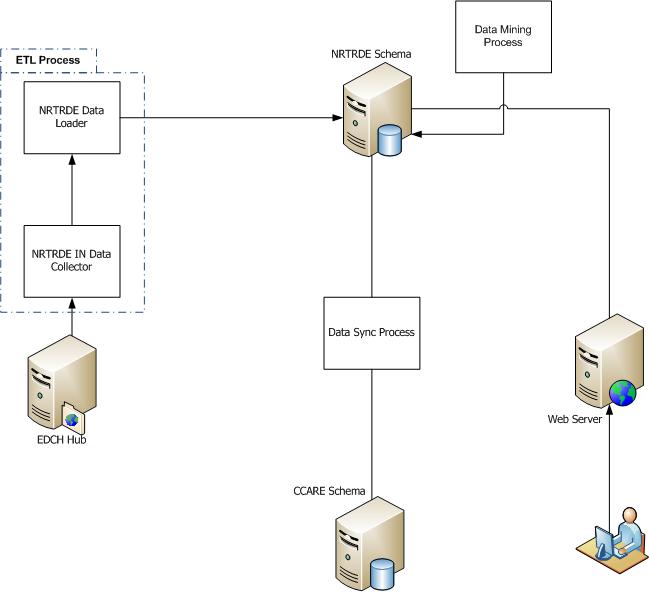 Data Mining
Process
NRTRDE Schema
ETL Process
NRTRDE Data
Loader
NRTRDE IN Data
Collector
Data Sync Process
Web Server
EDCH Hub
CCARE Schema